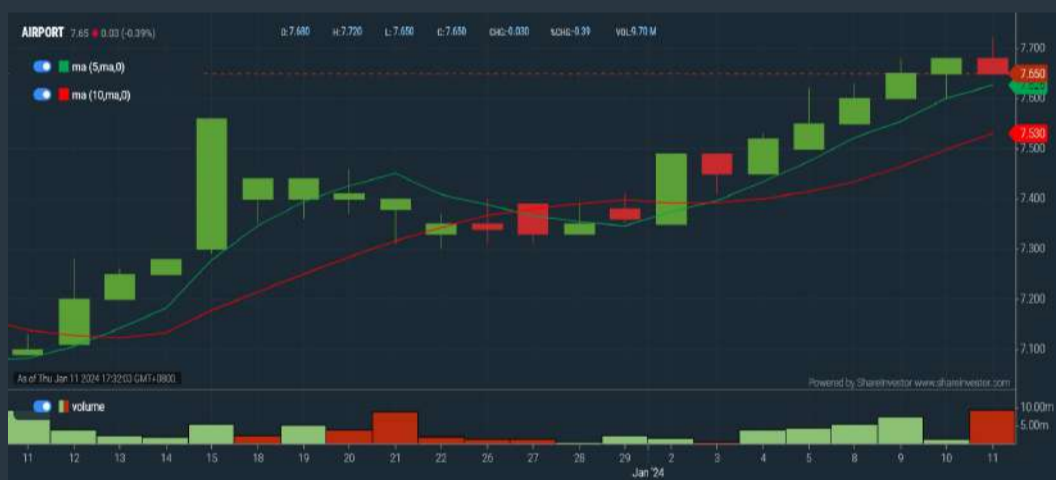 AIRPORT 7.65 0.03 (-0.39%) O:7.680 H:7.720 L:7.650 C:7.650 CHG:-0.030 %CHG:-0.39 VOL:9.70 M
ma (5,ma,0)
ma (10,ma,0)
7.700
7.650
7.600
7.530
7.500
7.400
7.300
7.200
7.100
As of Thu Jan 11 2024 17:32:03 GMT+0800
Powered by ShareInvestor www.shareinvestor.com
volume
10.00m
5.00m
11 12 13 14 15 18 19 20 21 22 26 27 28 29 2 3 4 5 8 9 10 11
Jan '24